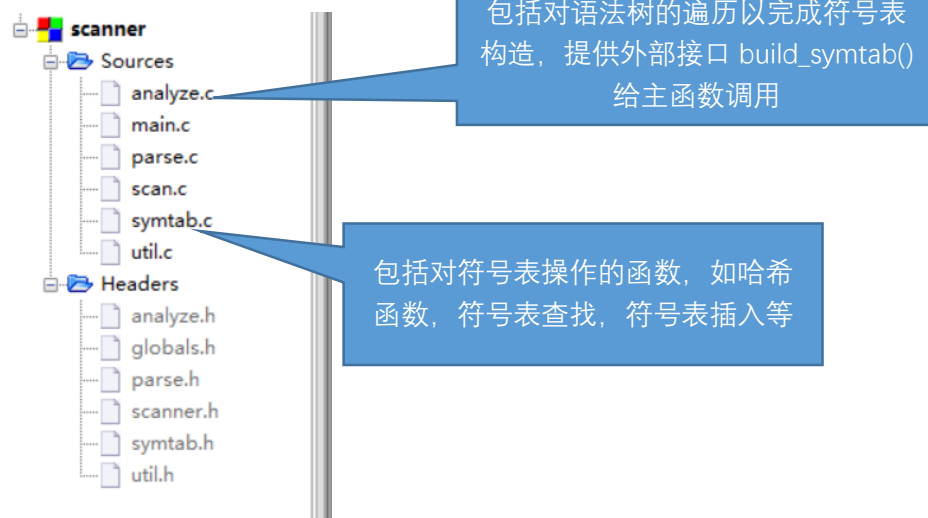 scanner
Sources
analyze.c
main.c
parse.c
scan.c
symtab.c
util.c
Headers
analyze.h
globals.h
parse.h
scanner.h
symtab.h
util.h
包括对语法树的遍历以完成符号表
构造，提供外部接口 build_symtab()
给主函数调用
包括对符号表操作的函数，如哈希
函数，符号表查找，符号表插入等